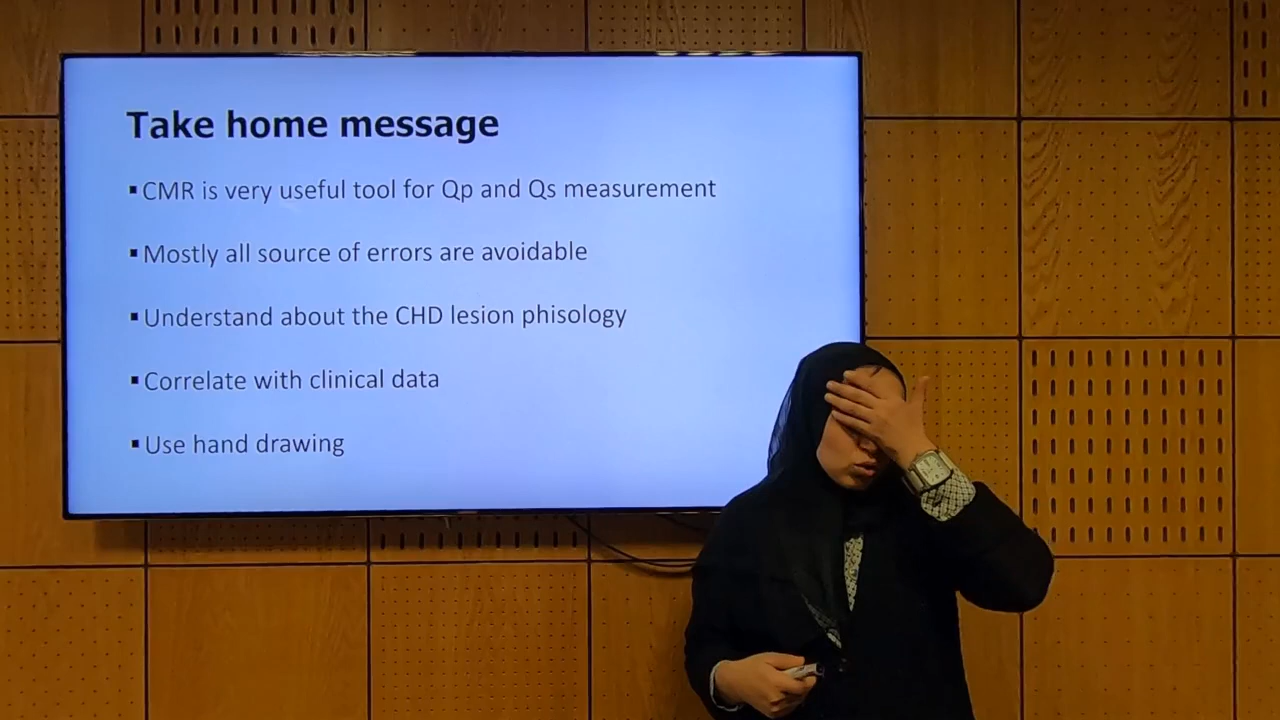 Take home message
▪CMR is very useful tool for Qp and Qs measurement
▪Mostly all source of errors are avoidable
▪Understand about the CHD lesion phisology
▪Correlate with clinical data
▪Use hand drawing